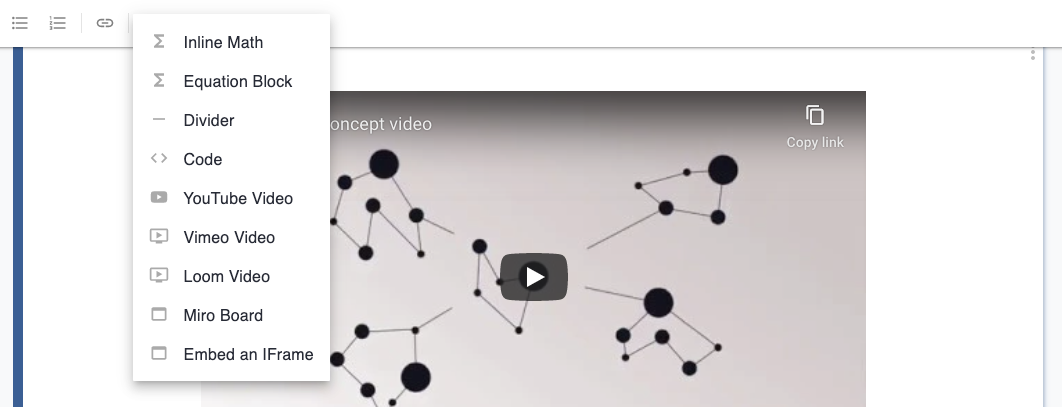 Inline Math
Equation Block
Divider
Code
YouTube Video
Vimeo Video
Loom Video
Miro Board
Embed an IFrame
oncept video
Copy link